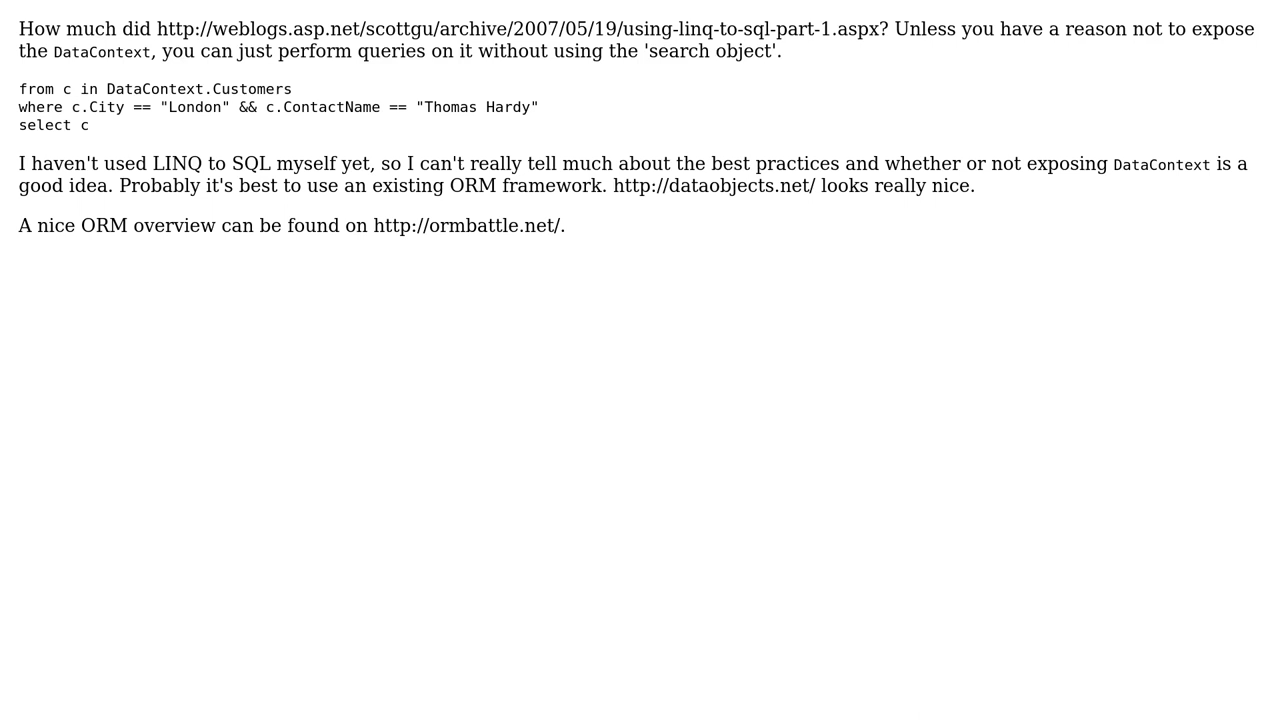 How much did http://weblogs.asp.net/scottgu/archive/2007/05/19/using-linq-to-sql-part-1.aspx? Unless you have a reason not to expose
the DataContext, you can just perform queries on it without using the 'search object'.
from c in DataContext.Customers
where c.City == "London" && c.ContactName == "Thomas Hardy"
select c
I haven't used LINQ to SQL myself yet, so I can't really tell much about the best practices and whether or not exposing DataContext is a
good idea. Probably it's best to use an existing ORM framework. http://dataobjects.net/ looks really nice.
A nice ORM overview can be found on http://ormbattle.net/.